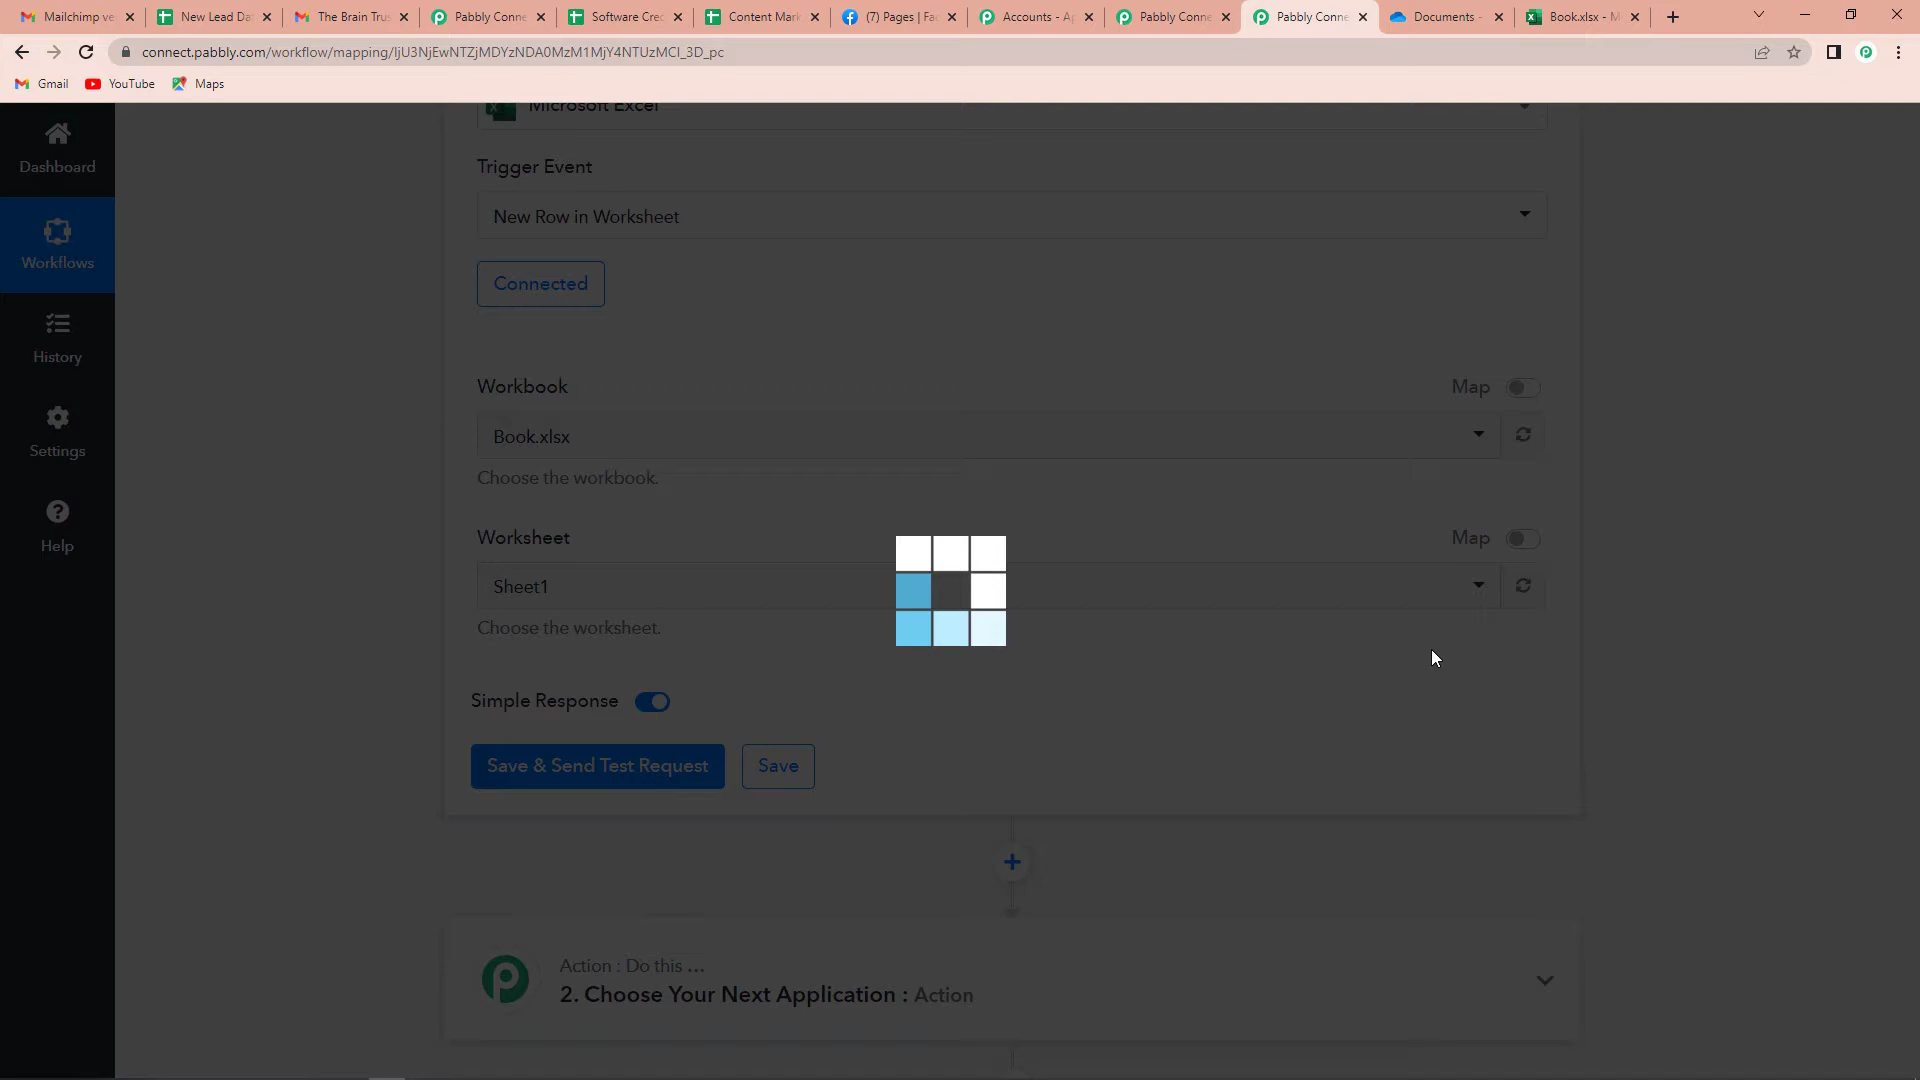 Mailchimp ve
New Lead Da
The Brain Trus
Pabbly Conne
Software Crec
Content Mark
(7) Pages | Fa
Accounts - A
Pabbly Conne
Pabbly Conne
Documents -
Book.xlsx - M
connect.pabbly.com/workflow/mapping/IjU3NjEwNTZjMDYzNDA0MzM1MjY4NTUzMCI_3D_pc
Gmail
YouTube
Maps
Microsoft Excel
Dashboard
Trigger Event
New Row in Worksheet
Workflows
Connected
History
Workbook
Map
Book.xlsx
Settings
Choose the workbook.
Worksheet
Map
Help
Sheet1
Choose the worksheet.
Simple Response
Save & Send Test Request
Save
Action : Do this ...
2. Choose Your Next Application : Action